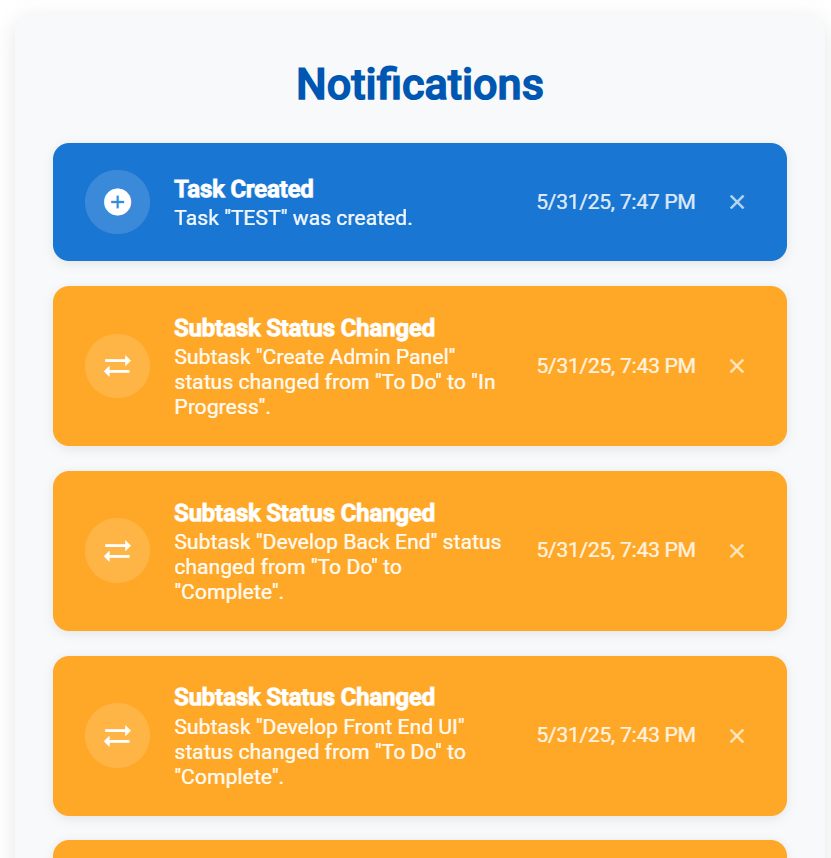 Notifications
Task Created
Task "TEST" was created.
5/31/25, 7:47 PM
Subtask Status Changed
Subtask "Create Admin Panel"
status changed from "To Do" to "In
Progress".
5/31/25, 7:43 PM
Subtask Status Changed
Subtask "Develop Back End" status
changed from "To Do" to
"Complete".
5/31/25, 7:43 PM
Subtask Status Changed
Subtask "Develop Front End UI"
status changed from "To Do" to
"Complete".
5/31/25, 7:43 PM